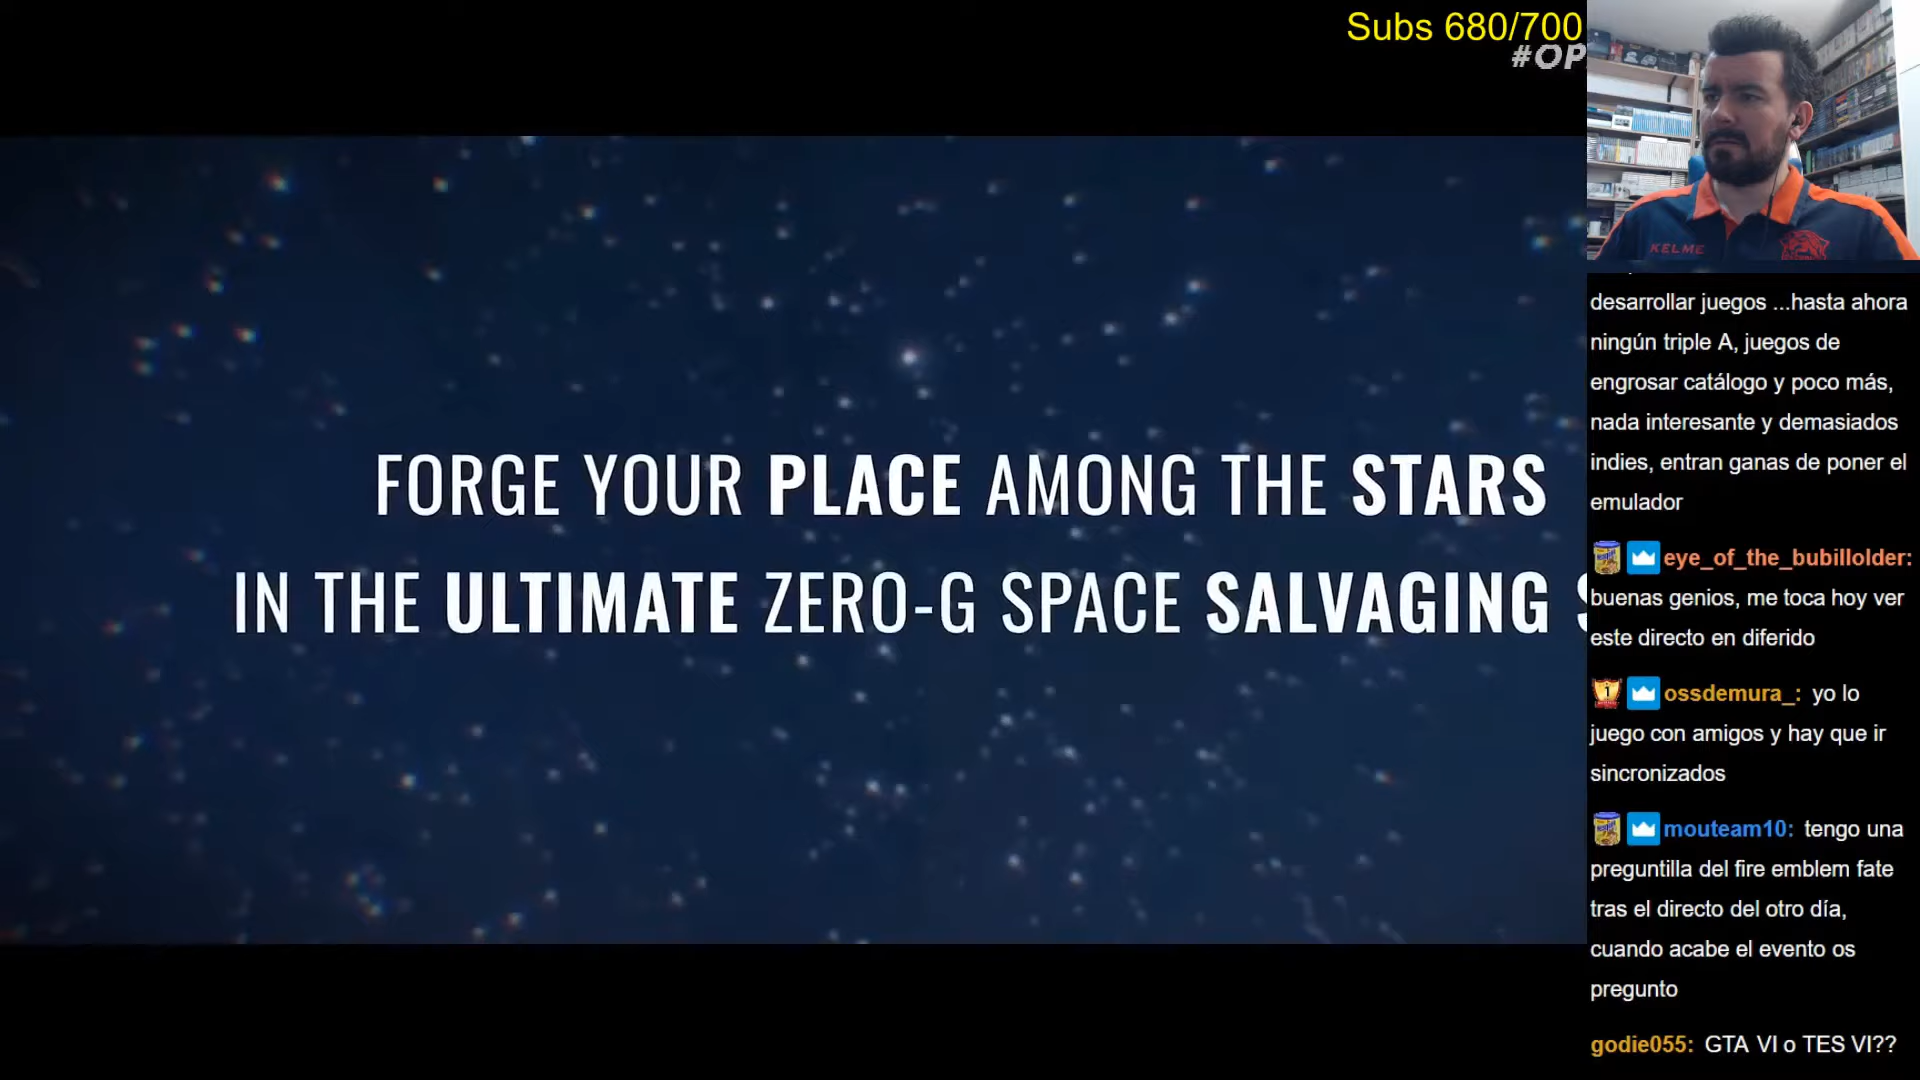 Subs 680/700
#OP
KELME
FORGE YOUR PLACE AMONG THE STARS
IN THE ULTIMATE ZERO-G SPACE SALVAGING
desarrollar juegos ...hasta ahora
ningún triple A, juegos de
engrosar catálogo y poco más,
nada interesante y demasiados
indies, entran ganas de poner el
emulador
eye_of_the_bubillolder:
buenas genios, me toca hoy ver
este directo en diferido
ossdemura_: yo lo
juego con amigos y hay que ir
sincronizados
mouteam10: tengo una
preguntilla del fire emblem fate
tras el directo del otro día,
cuando acabe el evento os
pregunto
godie055: GTA VI o TES VI??